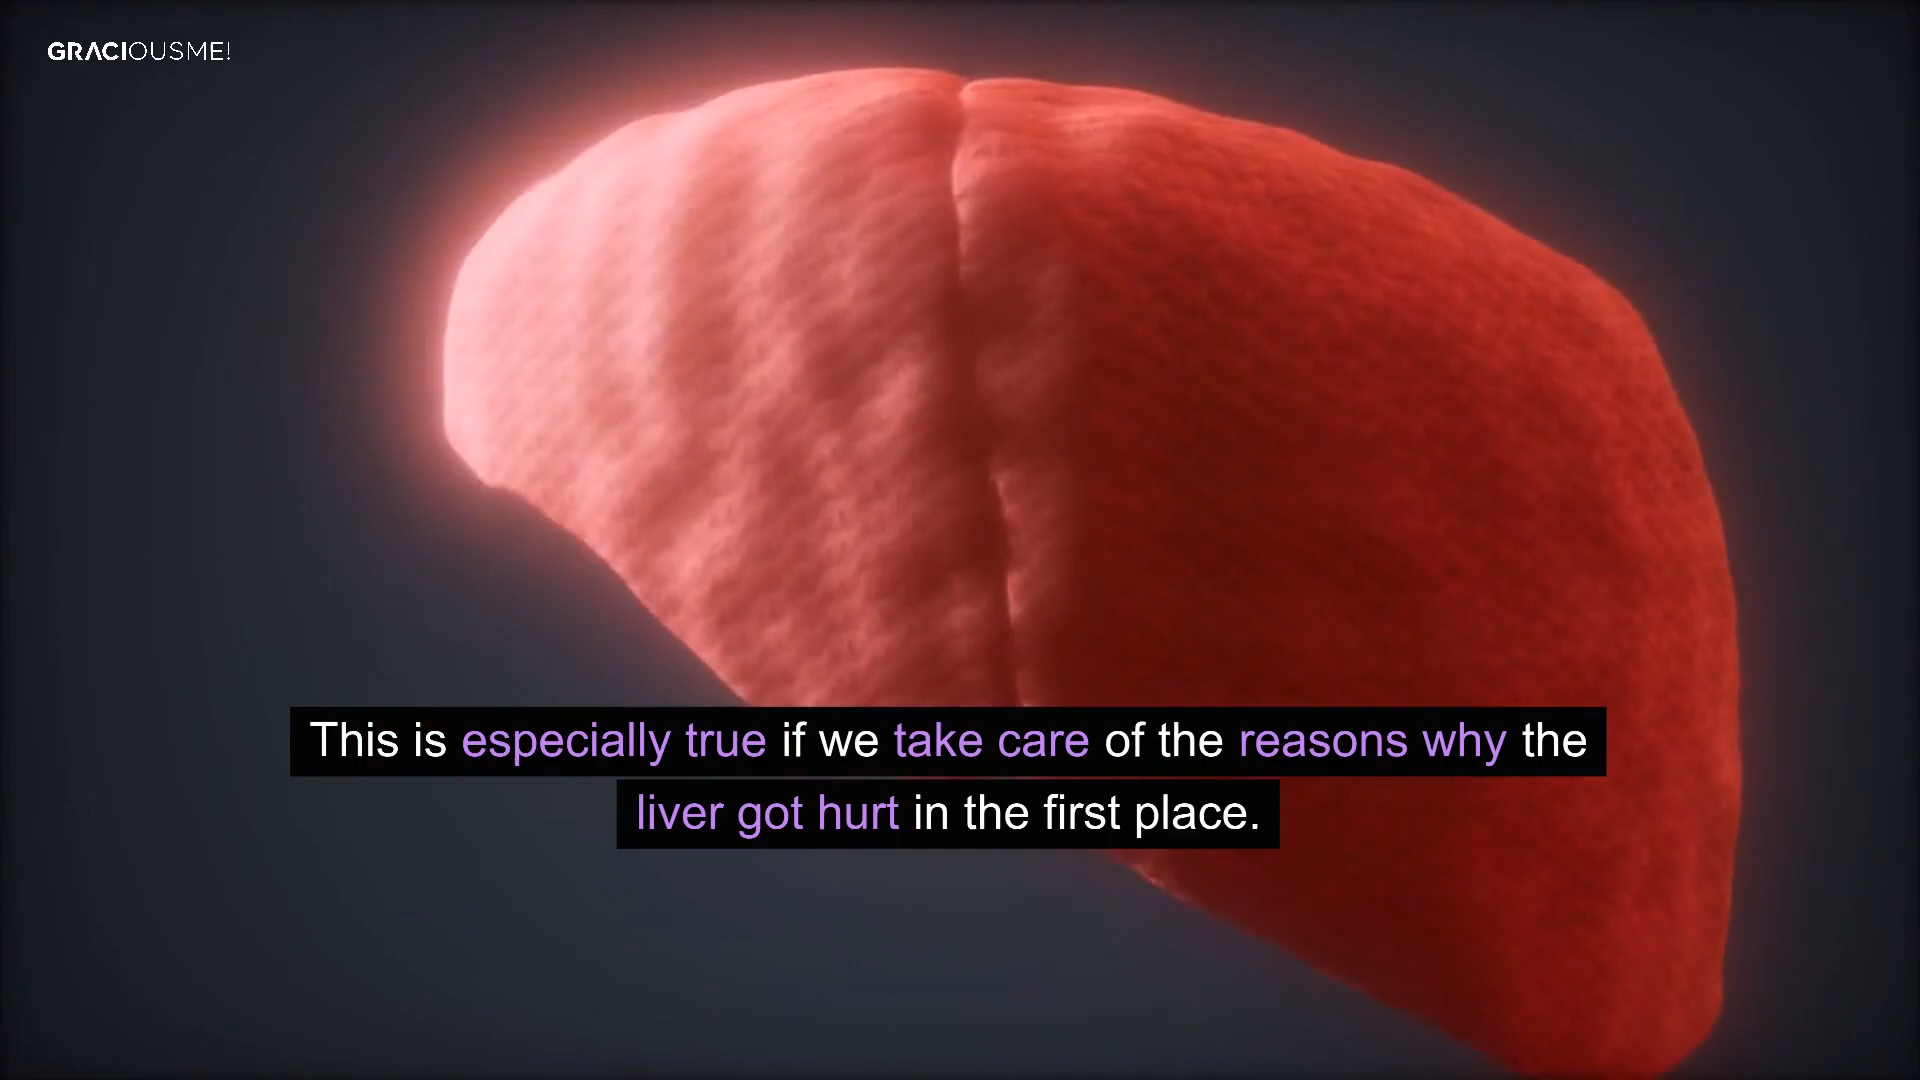 GRACIOUSME!
This is especially true if we take care of the reasons why the
liver got hurt in the first place.